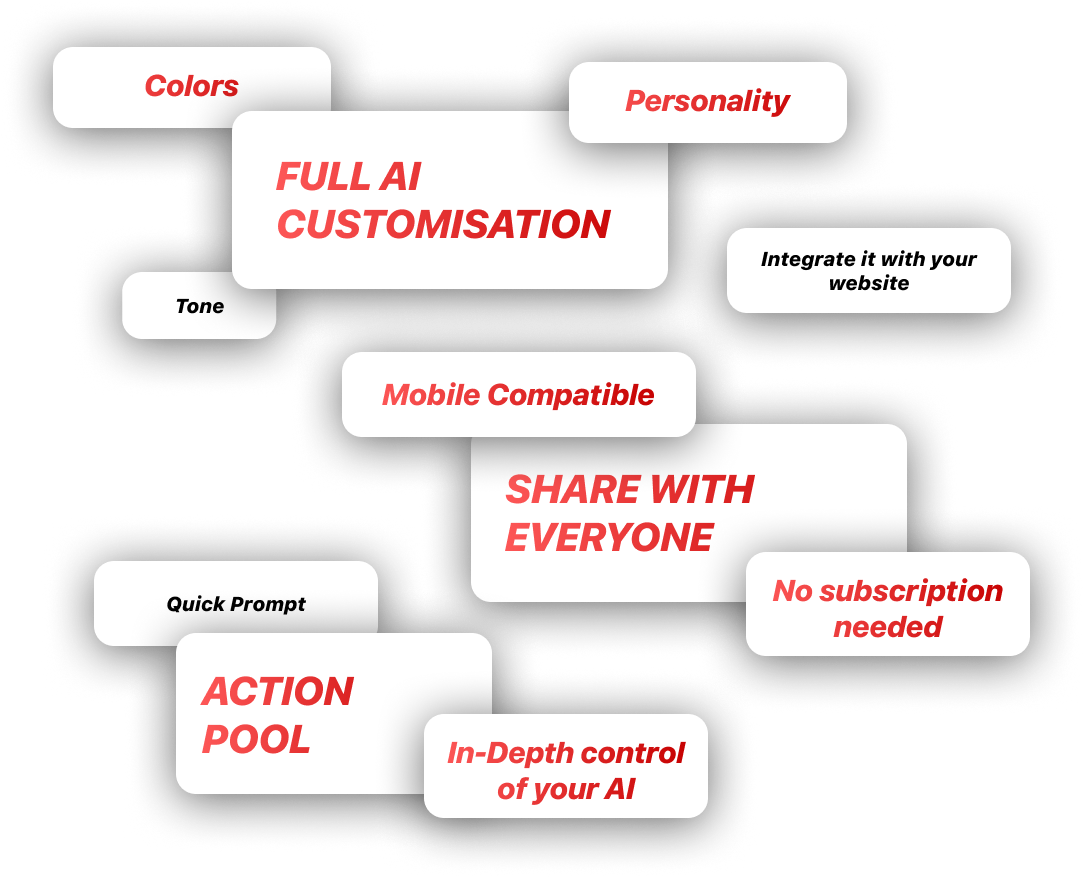 Colors
Personality
FULL AI
CUSTOMISATION
Integrate it with your
website
Tone
Mobile Compatible
SHARE WITH
EVERYONE
No subscription
needed
Quick Prompt
ACTION
POOL
In-Depth control
of your AI